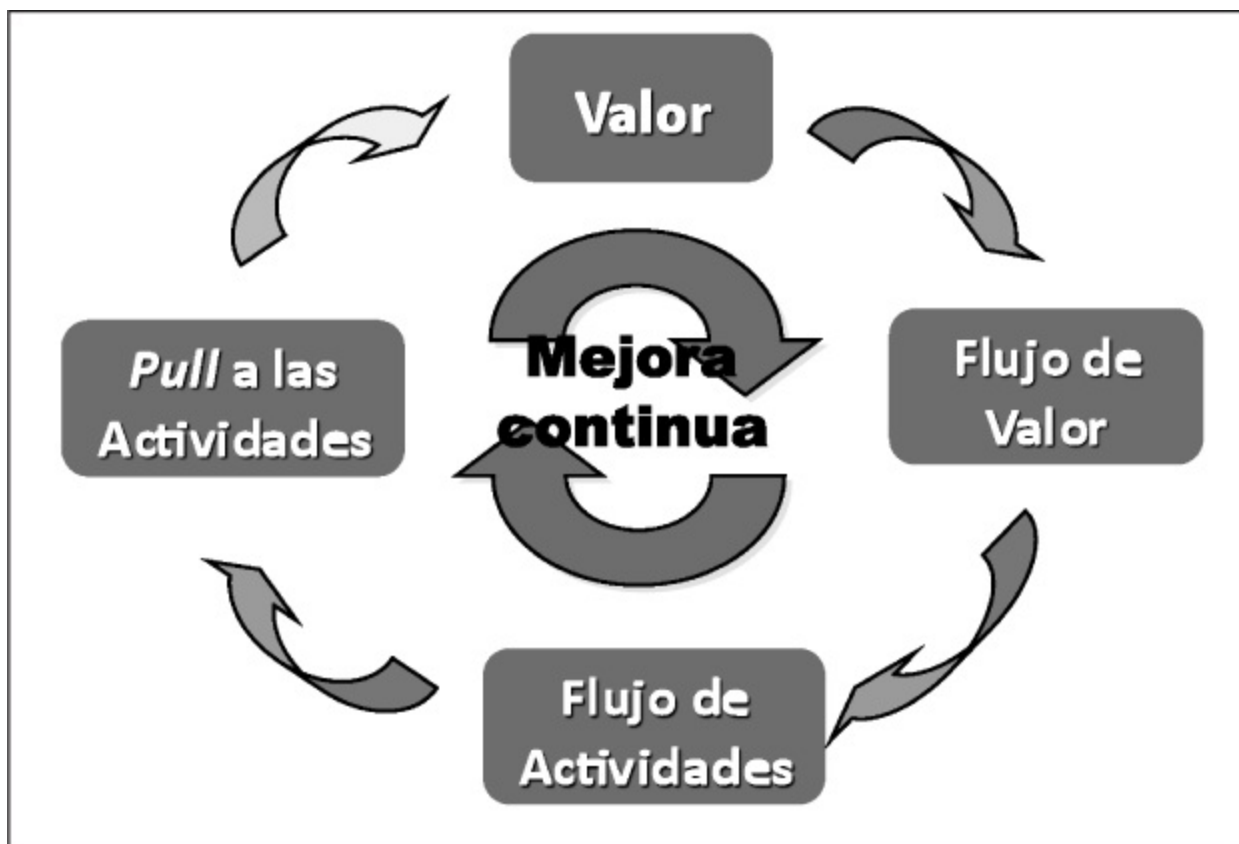 Valor
Pull a las
Actividades
Mejora
continua
Flujo de
Valor
Flujo de
Actividades